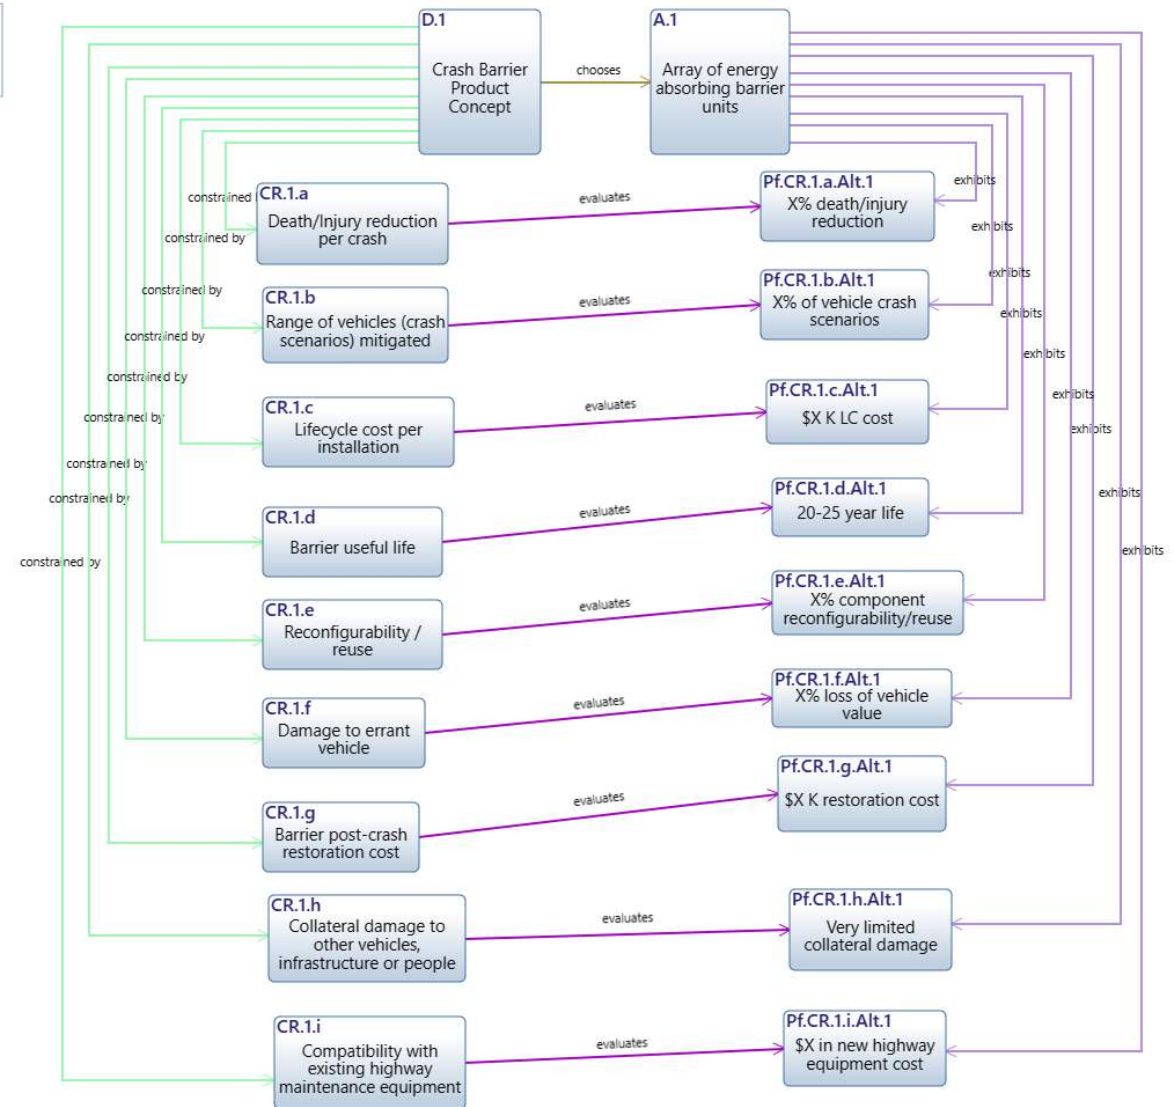 D.1
Crash Barrier
Product
Concept
chooses
A.1
Array of energy
absorbing barrier
units
constrained
CR.1.a
Death/Injury reduction
per crash
evaluates
Pf.CR.1.a.Alt.1
X% death/injury
reduction
exhibits
constrained by
exhibits
constrained by
CR.1.b
Range of vehicles (crash
scenarios) mitigated
evaluates
Pf.CR.1.b.Alt.1
X% of vehicle crash
scenarios
exhibits
constrained by
exhibits
constrained by
exhibits
CR.1.c
Lifecycle cost per
installation
evaluates
Pf.CR.1.c.Alt.1
$X K LC cost
exhibits
constrained by
exhibits
constrained by
constrained by
exhibits
CR.1.d
Barrier useful life
evaluates
Pf.CR.1.d.Alt.1
20-25 year life
constrained by
exhibits
CR.1.e
Reconfigurability /
reuse
evaluates
Pf.CR.1.e.Alt.1
X% component
reconfigurability/reuse
CR.1.f
Damage to errant
vehicle
evaluates
Pf.CR.1.f.Alt.1
X% loss of vehicle
value
CR.1.g
Barrier post-crash
restoration cost
evaluates
Pf.CR.1.g.Alt.1
$X K restoration cost
CR.1.h
Collateral damage to
other vehicles,
infrastructure or people
evaluates
Pf.CR.1.h.Alt.1
Very limited
collateral damage
CR.1.i
Compatibility with
existing highway
maintenance equipment
evaluates
Pf.CR.1.i.Alt.1
$X in new highway
equipment cost